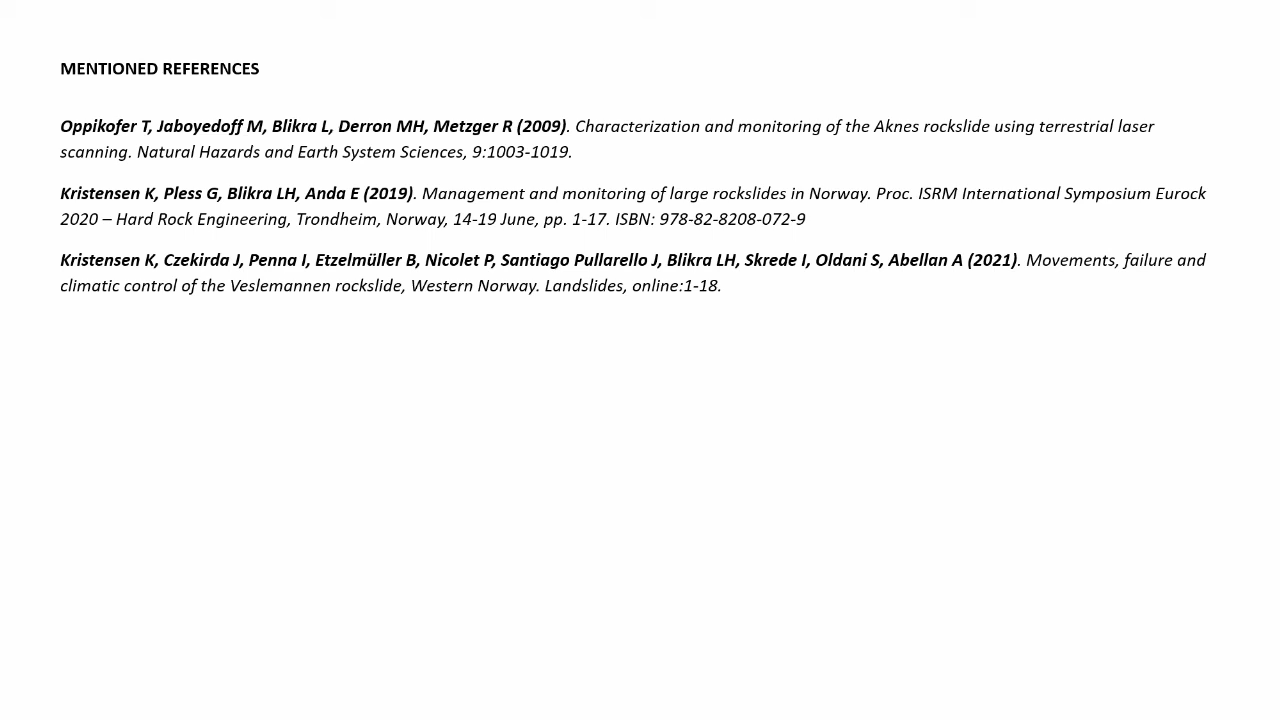 MENTIONED REFERENCES
Oppikofer T, Jaboyedoff M, Blikra L, Derron MH, Metzger R (2009). Characterization and monitoring of the Aknes rockslide using terrestrial laser
scanning. Natural Hazards and Earth System Sciences, 9:1003-1019.
Kristensen K, Pless G, Blikra LH, Anda E (2019). Management and monitoring of large rockslides in Norway. Proc. ISRM International Symposium Eurock
2020 – Hard Rock Engineering, Trondheim, Norway, 14-19 June, pp. 1-17. ISBN: 978-82-8208-072-9
Kristensen K, Czekirda J, Penna I, Etzelmüller B, Nicolet P, Santiago Pullarello J, Blikra LH, Skrede I, Oldani S, Abellan A (2021). Movements, failure and
climatic control of the Veslemannen rockslide, Western Norway. Landslides, online:1-18.